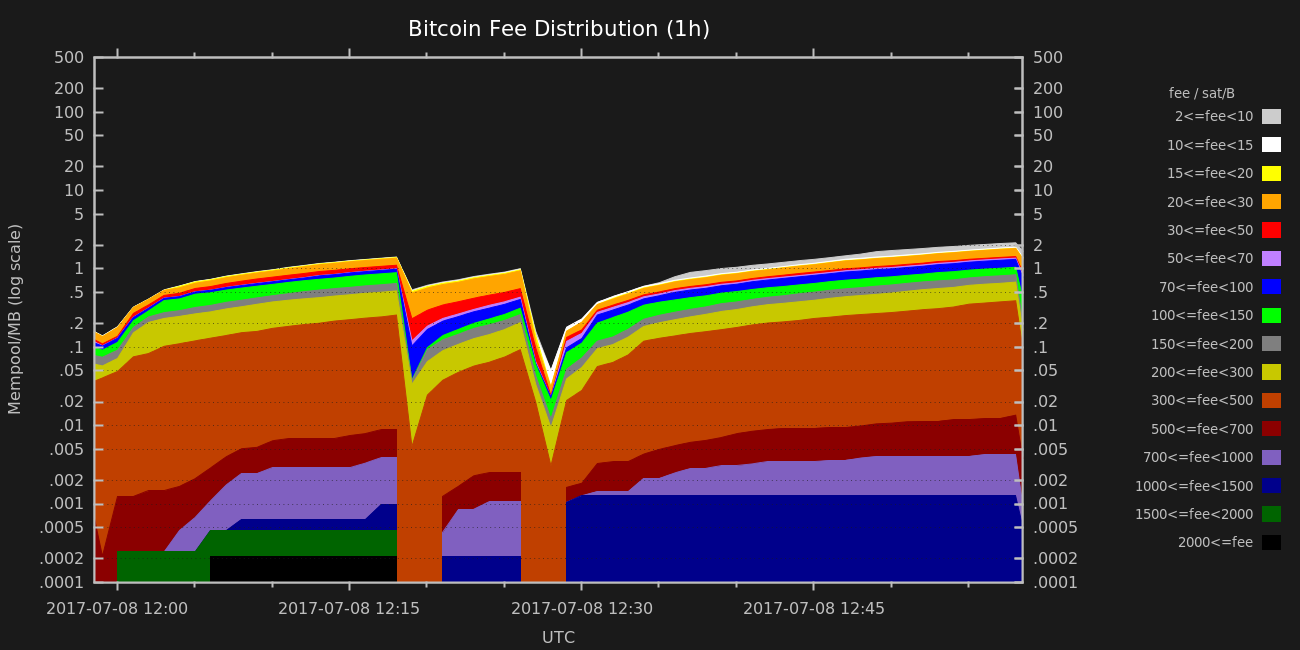 Bitcoin Fee Distribution (1h)
500
200
100
50
20
10
5
2
1
.5
.2
.1
.05
.02
.01
.005
.002
.001
.0005
.0002
.0001
Mempool/MB (log scale)
500
200
100
50
20
10
5
2
1
.5
.2
.1
.05
.02
.01
.005
.002
.001
.0005
.0002
.0001
2017-07-08 12:00
2017-07-08 12:15
2017-07-08 12:30
2017-07-08 12:45
UTC
fee / sat/B
2<=fee<10
10<=fee<15
15<=fee<20
20<=fee<30
30<=fee<50
50<=fee<70
70<=fee<100
100<=fee<150
150<=fee<200
200<=fee<300
300<=fee<500
500<=fee<700
700<=fee<1000
1000<=fee<1500
1500<=fee<2000
2000<=fee